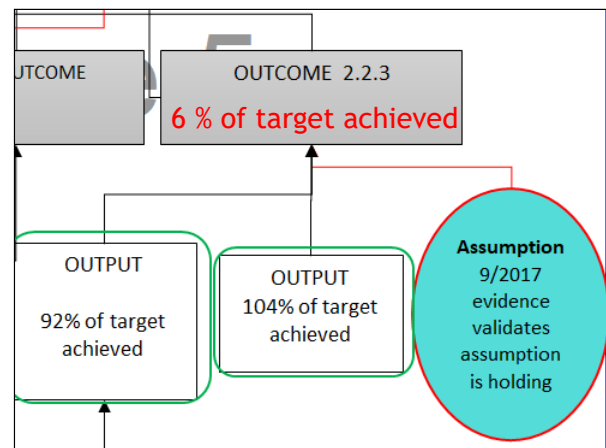 UTCOME
OUTCOME 2.2.3
6 % of target achieved
OUTPUT
92% of target
achieved
OUTPUT
104% of target
achieved
Assumption
9/2017
evidence
validates
assumption
is holding